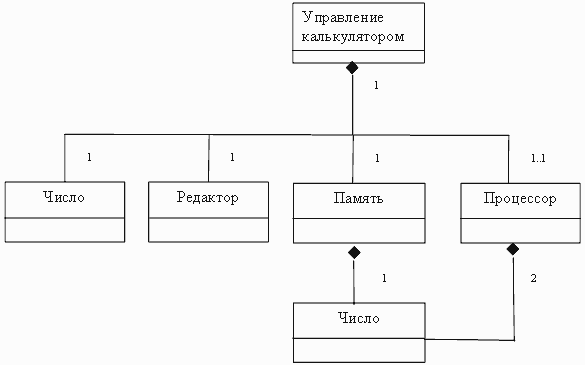 Управление
калькулятором
1
1
1
1
1..1
Число
Редактор
Память
Процессор
1
2
Число